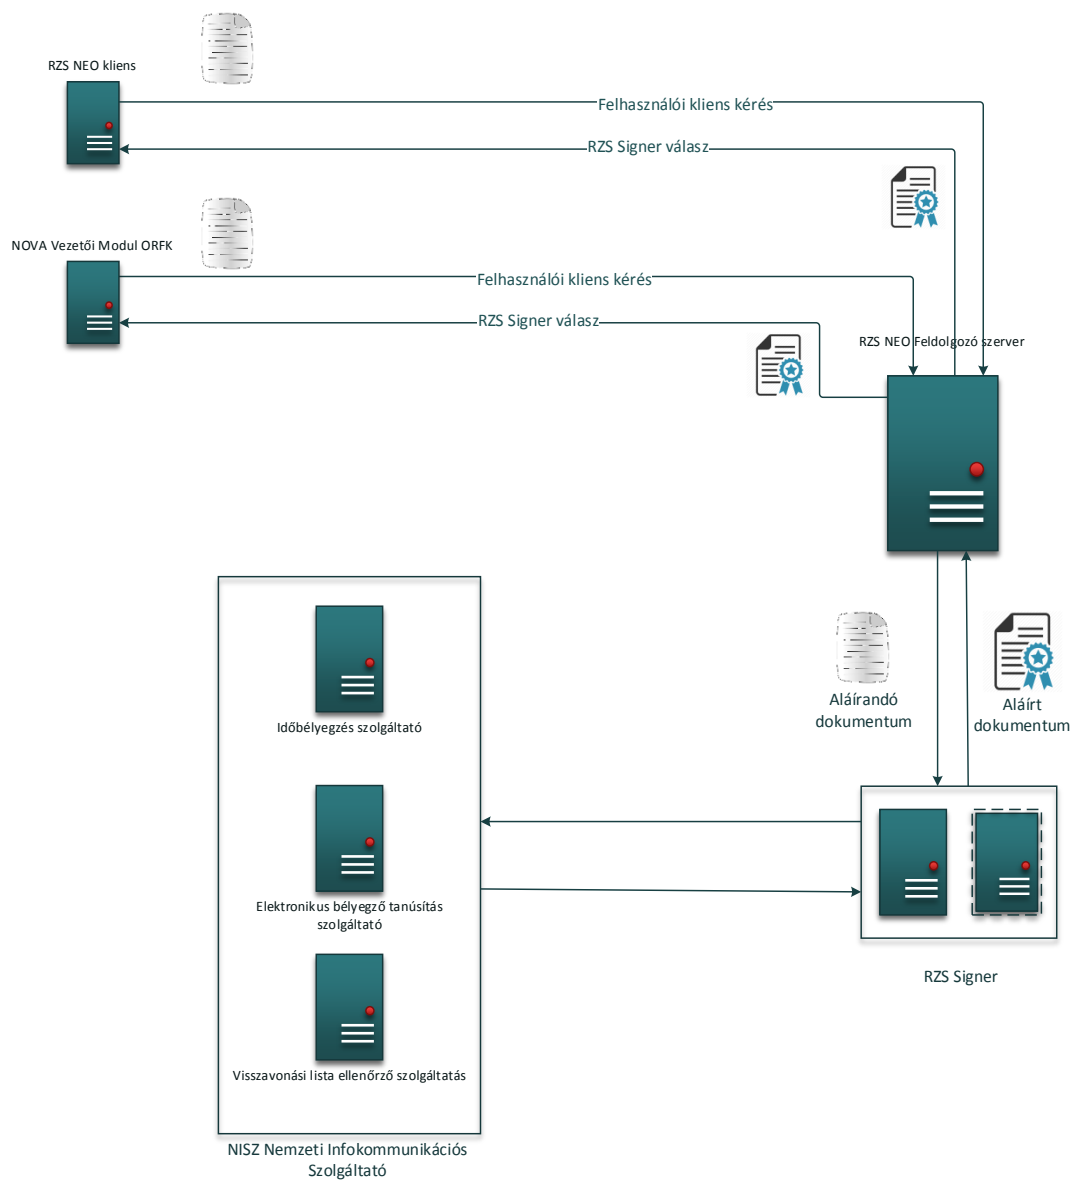 RZS NEO kliens
Felhasználói kliens kérés
RZS Signer válasz
NOVA Vezetői Modul ORFK
Felhasználói kliens kérés
RZS Signer válasz
RZS NEO Feldolgozó szerver
Aláírandó
dokumentum
Aláírt
dokumentum
Időbélyegzés szolgáltató
Elektronikus bélyegző tanúsítás
szolgáltató
RZS Signer
Visszavonási lista ellenőrző szolgáltatás
NISZ Nemzeti Infokommunikációs
Szolgáltató